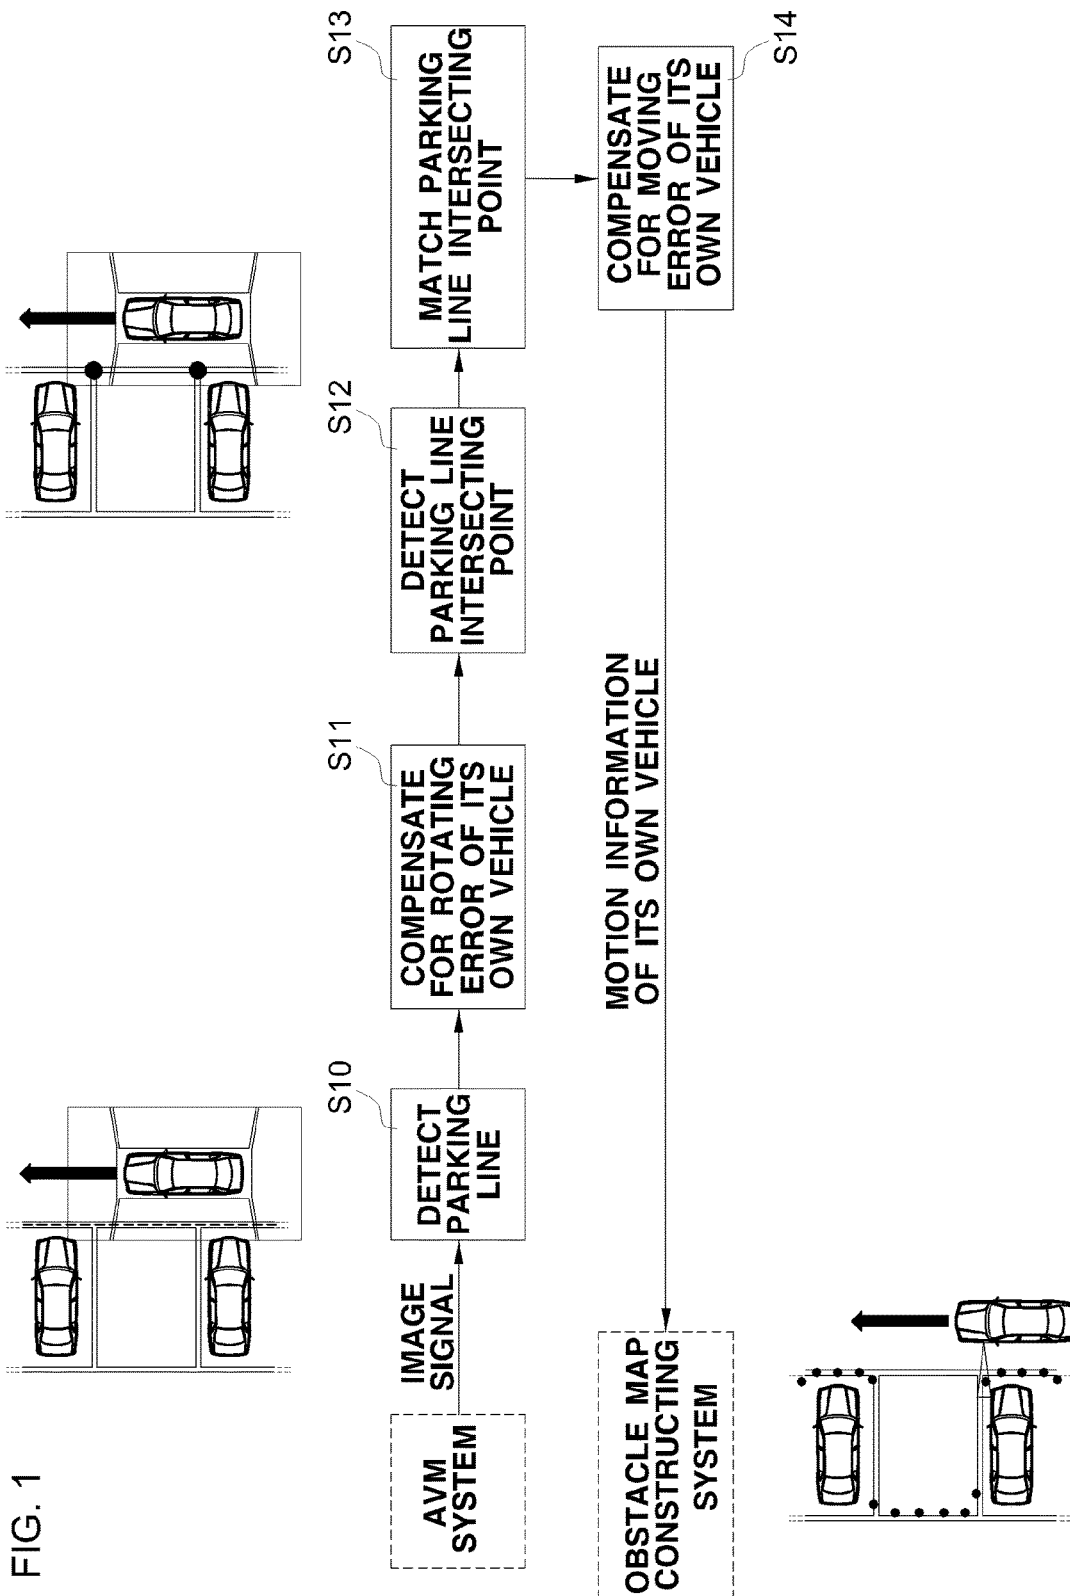 FIG. 1
AVM
SYSTEM
IMAGE
SIGNAL
S10
DETECT
PARKING
LINE
S11
COMPENSATE
FOR ROTATING
ERROR OF ITS
OWN VEHICLE
S12
DETECT
PARKING LINE
INTERSECTING
POINT
S13
MATCH PARKING
LINE INTERSECTING
POINT
S14
COMPENSATE
FOR MOVING
ERROR OF ITS
OWN VEHICLE
MOTION INFORMATION
OF ITS OWN VEHICLE
OBSTACLE MAP
CONSTRUCTING
SYSTEM